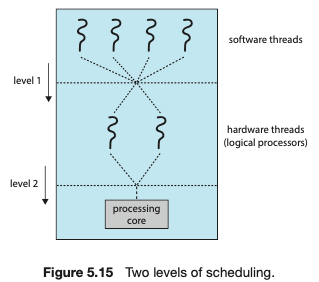 software threads
level 1
hardware threads
(logical processors)
level 2
processing
core
Figure 5.15 Two levels of scheduling.